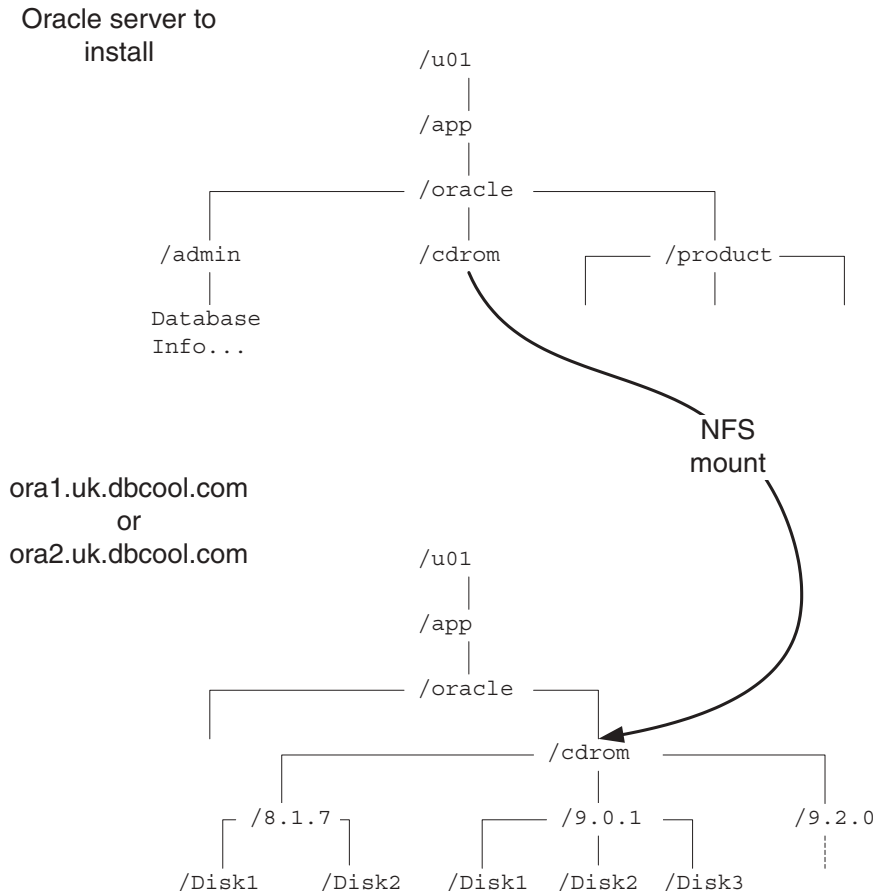 Oracle server to
install
/u01
/app
/oracle
/admin
/cdrom
/product
Database
Info...
NFS
mount
ora1.uk.dbcool.com
or
ora2.uk.dbcool.com
/u01
/app
/oracle
/cdrom
/8.1.7
/9.0.1
/9.2.0
/Disk1
/Disk2
/Disk1
/Disk2
/Disk3